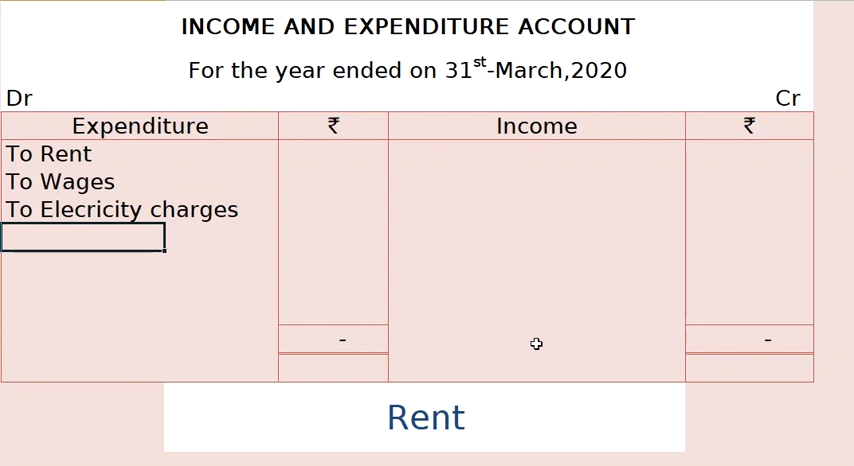 INCOME AND EXPENDITURE ACCOUNT
For the year ended on 31st-March,2020
Dr Cr
Expenditure ₹ Income ₹
To Rent
To Wages
To Elecricity charges
- -
Rent